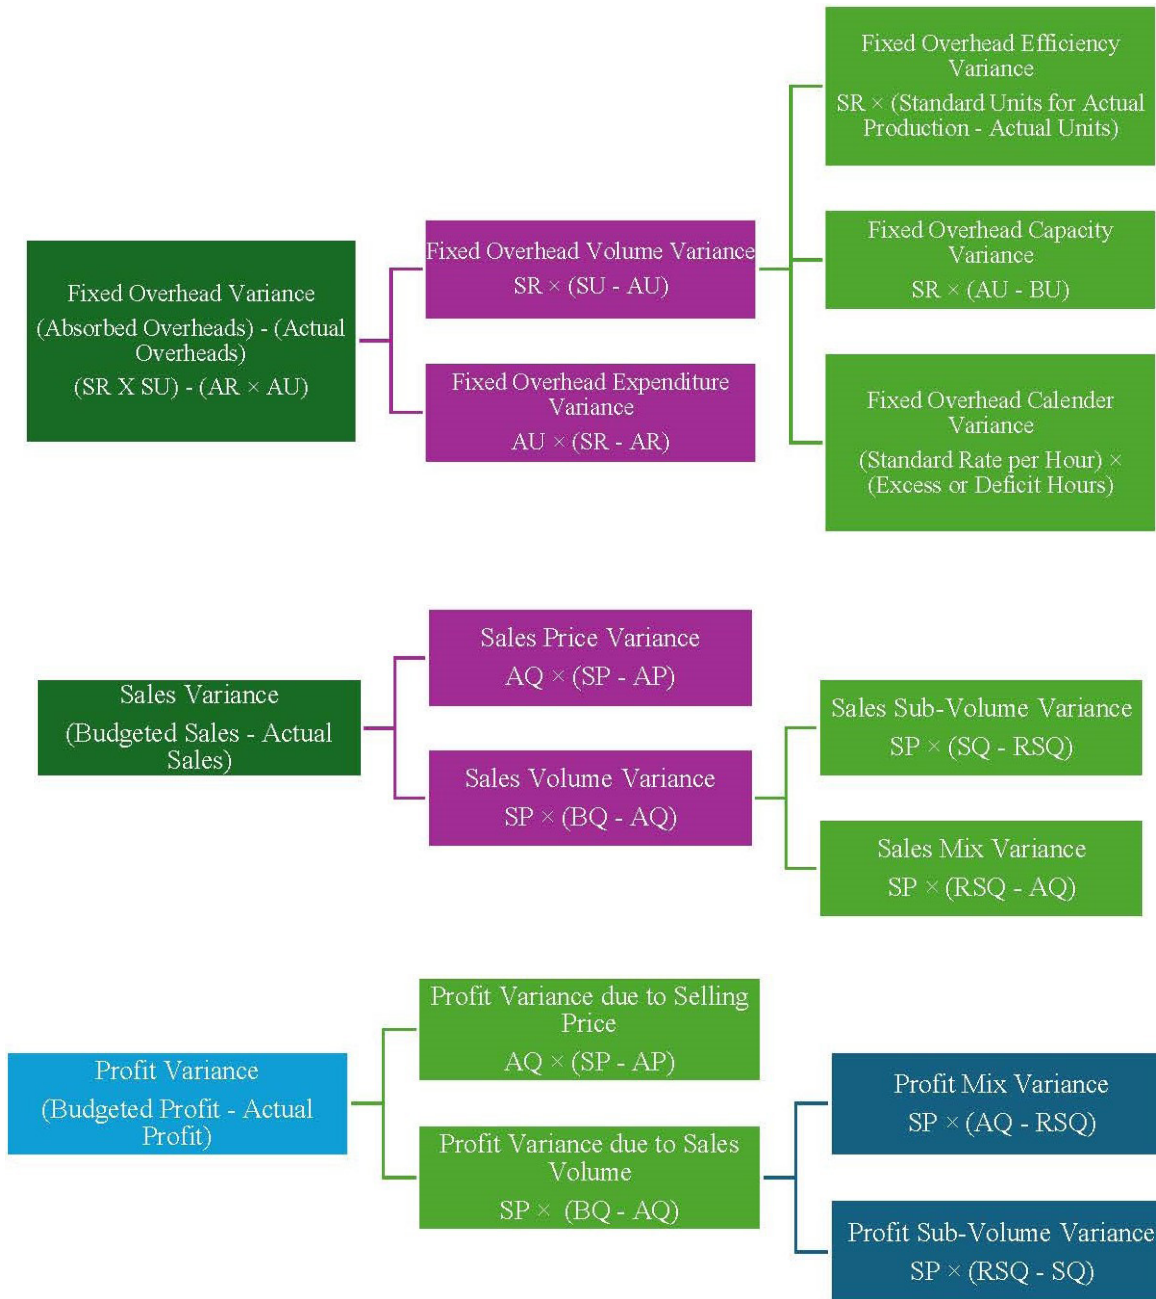 Fixed Overhead Variance
(Absorbed Overheads) - (Actual
Overheads)
(SR X SU) - (AR × AU)
Fixed Overhead Volume Variance
SR × (SU - AU)
Fixed Overhead Expenditure
Variance
AU × (SR - AR)
Fixed Overhead Efficiency
Variance
SR × (Standard Units for Actual
Production - Actual Units)
Fixed Overhead Capacity
Variance
SR × (AU - BU)
Fixed Overhead Calender
Variance
(Standard Rate per Hour) ×
(Excess or Deficit Hours)
Sales Variance
(Budgeted Sales - Actual
Sales)
Sales Price Variance
AQ × (SP - AP)
Sales Volume Variance
SP × (BQ - AQ)
Sales Sub-Volume Variance
SP × (SQ - RSQ)
Sales Mix Variance
SP × (RSQ - AQ)
Profit Variance
(Budgeted Profit - Actual
Profit)
Profit Variance due to Selling
Price
AQ × (SP - AP)
Profit Variance due to Sales
Volume
SP × (BQ - AQ)
Profit Mix Variance
SP × (AQ - RSQ)
Profit Sub-Volume Variance
SP × (RSQ - SQ)